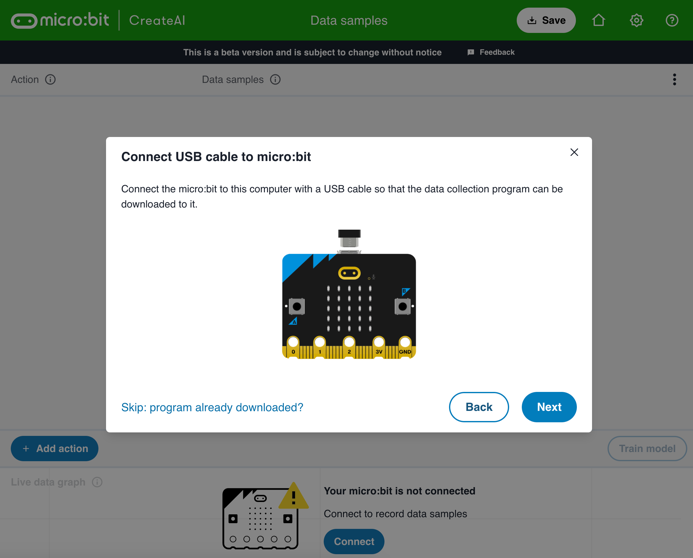 micro:bit CreateAI
Data samples
Save
This is a beta version and is subject to change without notice
Feedback
Action
Data samples
Connect USB cable to micro:bit
Connect the micro:bit to this computer with a USB cable so that the data collection program can be
downloaded to it.
0 1 2 3V GND
Skip: program already downloaded?
Back
Next
+ Add action
Train model
Live data graph
Your micro:bit is not connected
Connect to record data samples
Connect